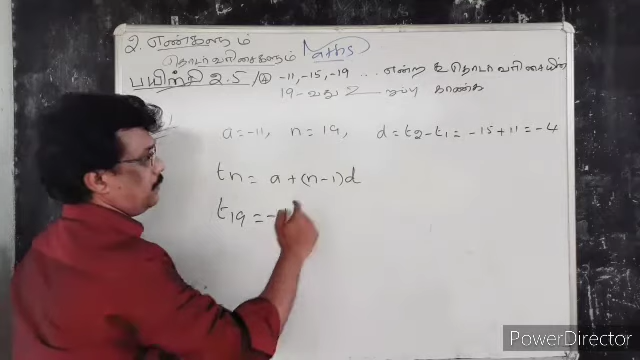 2. எண்களும் தொடர்வரிசைகளும் Maths
பயிற்சி 2.5 / ④ -11, -15, -19 ... என்ற கூட்டுத்தொடர்வரிசையின்
19-வது உறுப்பு காண்க
a = -11, n = 19, d = t₂ - t₁ = -15 + 11 = -4
tn = a + (n-1)d
t₁₉ = -
PowerDirector